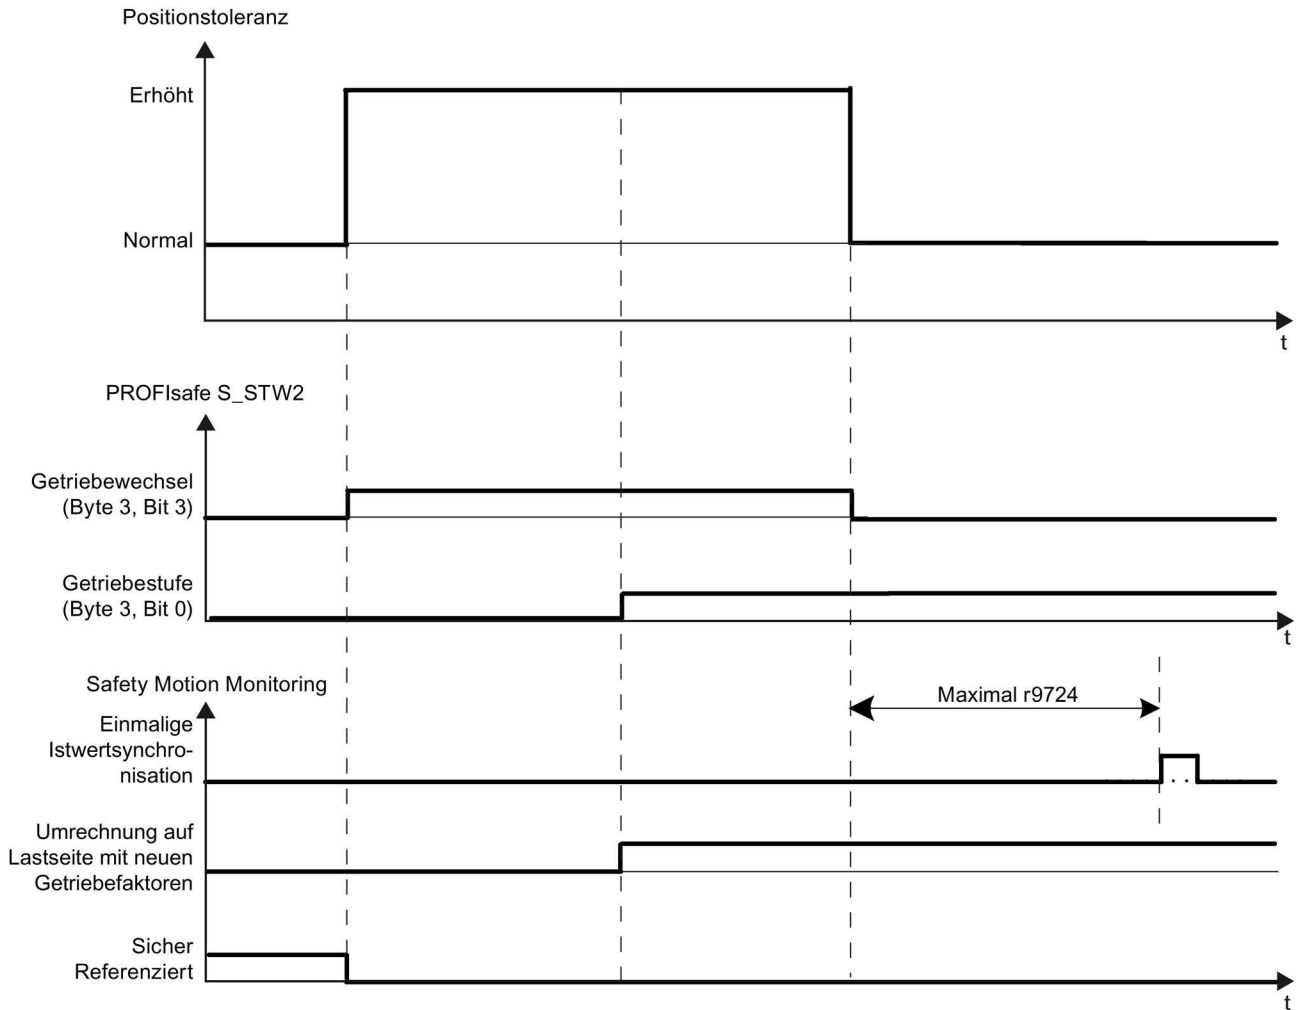 Positionstoleranz
Erhöht
Normal
t
PROFIsafe S_STW2
Getriebewechsel
(Byte 3, Bit 3)
Getriebestufe
(Byte 3, Bit 0)
t
Safety Motion Monitoring
Einmalige
Istwertsynchro-
nisation
Maximal r9724
Umrechnung auf
Lastseite mit neuen
Getriebefaktoren
Sicher
Referenziert
t